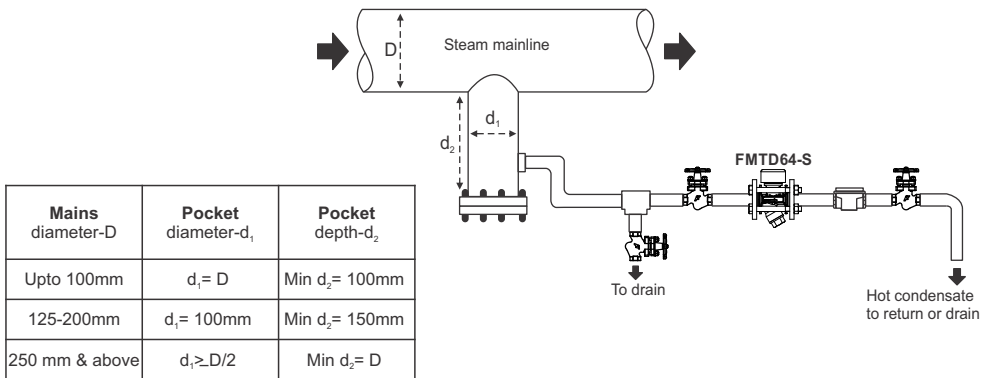 Steam mainline
D
d₁
d₂
FMTD64-S
To drain
Hot condensate
to return or drain
Mains
diameter-D
Pocket
diameter-d₁
Pocket
depth-d₂
Upto 100mm
d₁= D
Min d₂= 100mm
125-200mm
d₁= 100mm
Min d₂= 150mm
250 mm & above
d₁≥D/2
Min d₂= D